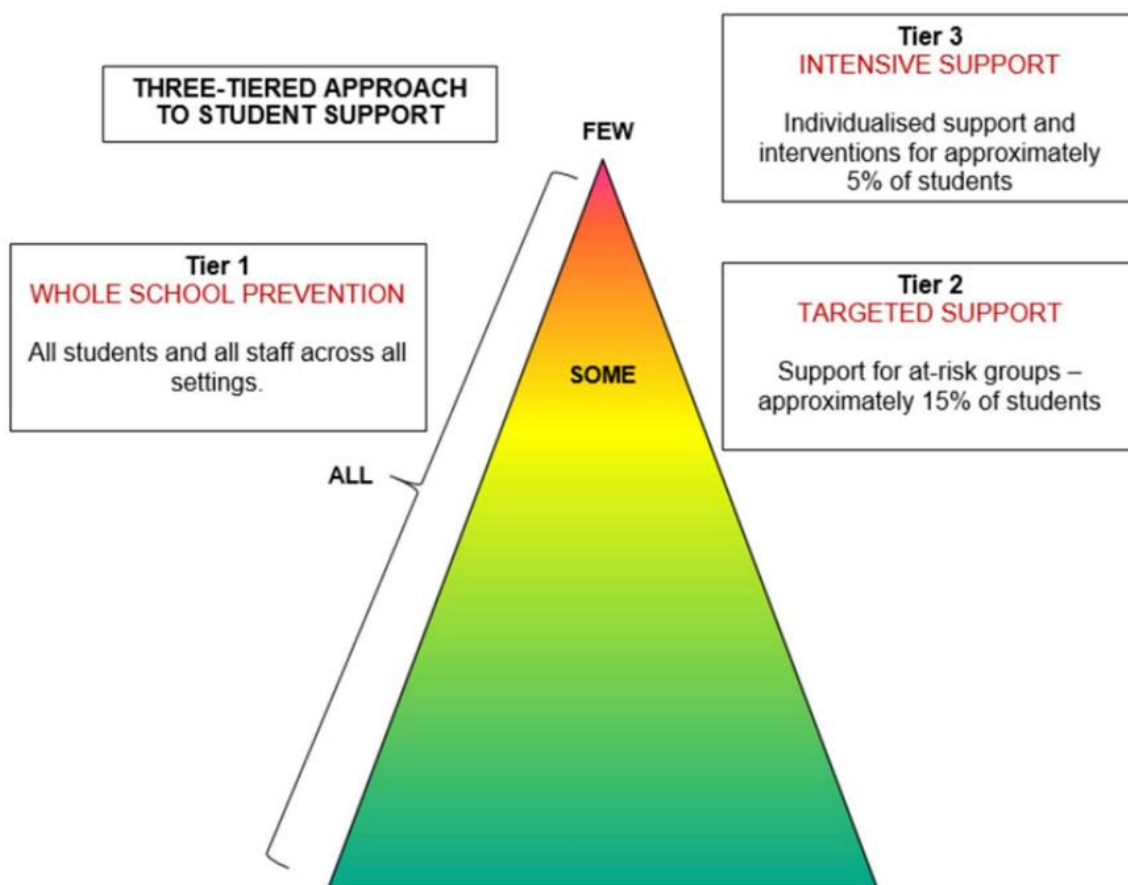 THREE-TIERED APPROACH
TO STUDENT SUPPORT
Tier 3
INTENSIVE SUPPORT
Individualised support and
interventions for approximately
5% of students
FEW
Tier 1
WHOLE SCHOOL PREVENTION
All students and all staff across all
settings.
Tier 2
TARGETED SUPPORT
Support for at-risk groups –
approximately 15% of students
SOME
ALL